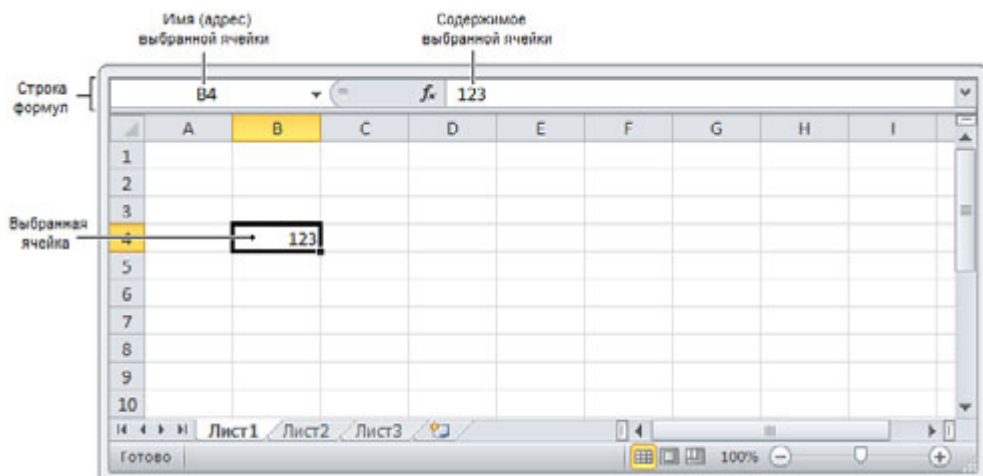 Имя (адрес)
выбранной ячейки
Содержимое
выбранной ячейки
Строка
формул
B4
fx 123
A B C D E F G H I
1
2
3
Выбранная
ячейка
4 123
5
6
7
8
9
10
Лист1 Лист2 Лист3
Готово 100%